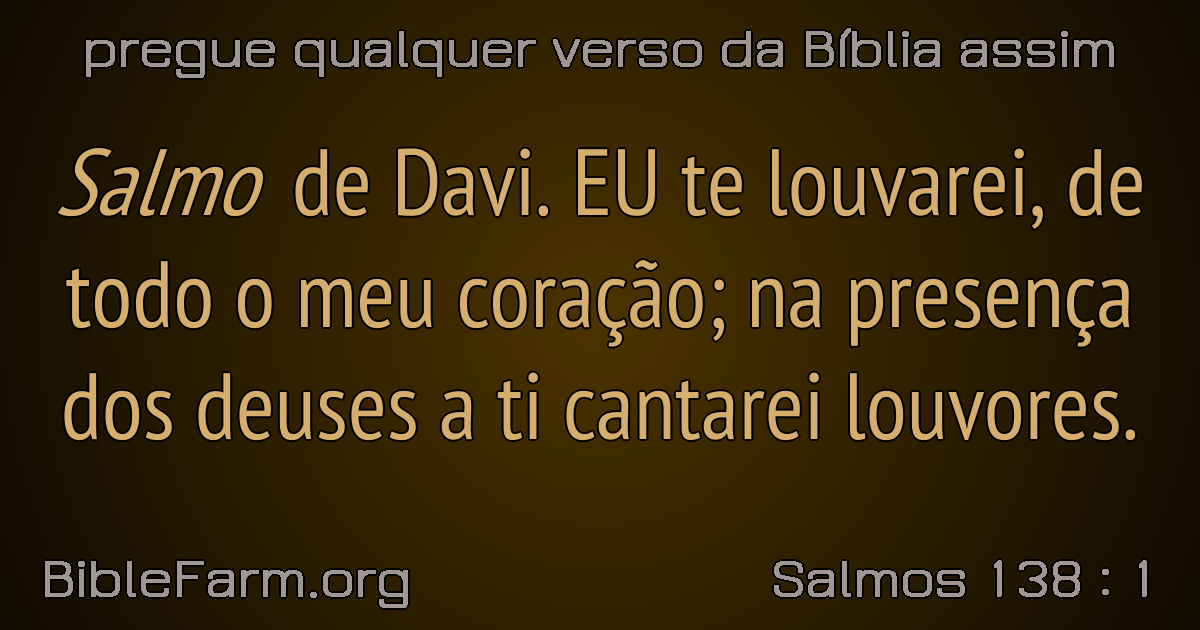 pregue qualquer verso da Bíblia assim
Salmo de Davi. EU te louvarei, de
todo o meu coração; na presença
dos deuses a ti cantarei louvores.
BibleFarm.org
Salmos 138 : 1